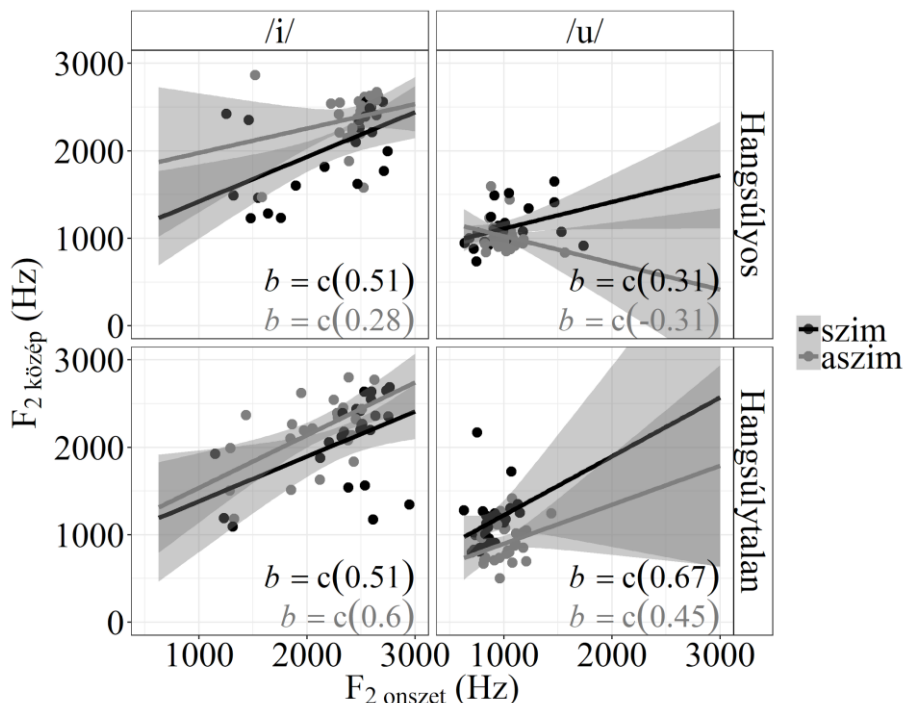 /i/ /u/
3000
2000
1000
0
b = c(0.51)
b = c(0.28)
b = c(0.31)
b = c(-0.31)
Hangsúlyos
3000
2000
1000
0
b = c(0.51)
b = c(0.6)
b = c(0.67)
b = c(0.45)
Hangsúlytalan
1000 2000 3000 1000 2000 3000
F2 onszet (Hz)
F2 közép (Hz)
szim
aszim